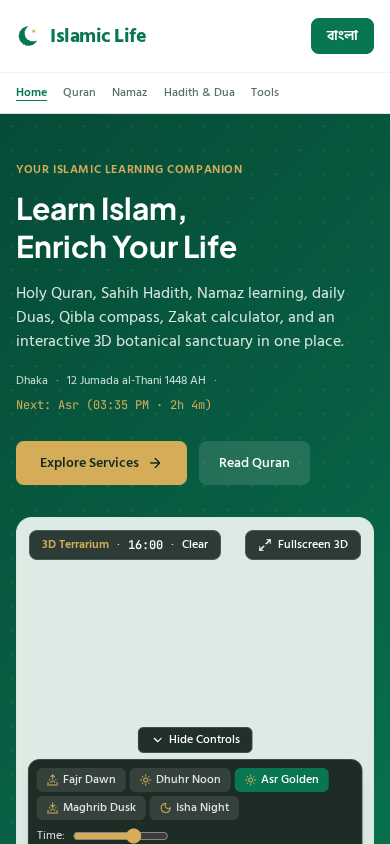 Islamic Life
বাংলা
Home Quran Namaz Hadith & Dua Tools
YOUR ISLAMIC LEARNING COMPANION
Learn Islam,
Enrich Your Life
Holy Quran, Sahih Hadith, Namaz learning, daily
Duas, Qibla compass, Zakat calculator, and an
interactive 3D botanical sanctuary in one place.
Dhaka · 12 Jumada al-Thani 1448 AH ·
Next: Asr (03:35 PM · 2h 4m)
Explore Services → Read Quran
3D Terrarium · 16:00 · Clear Fullscreen 3D
Hide Controls
Fajr Dawn Dhuhr Noon Asr Golden
Maghrib Dusk Isha Night
Time: